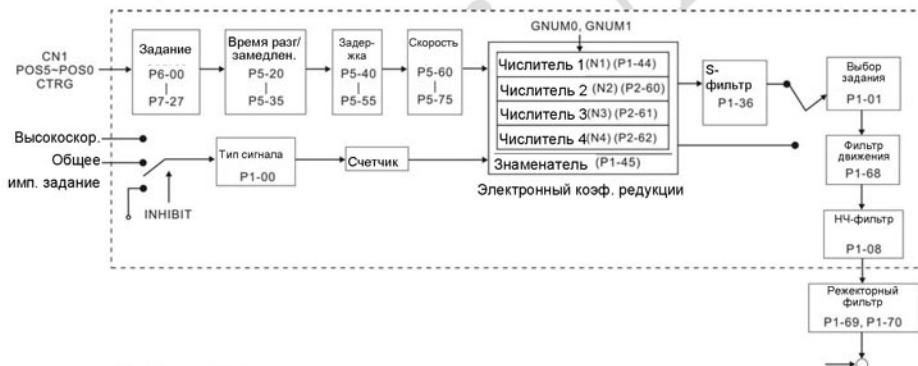 GNUM0, GNUM1
CN1
POS5~POS0
CTRG
Задание
P6-00
P7-27
Время разг/
замедлен.
P5-20
P5-35
Задер-
жка
P5-40
P5-55
Скорость
P5-60
P5-75
Числитель 1(N1) (P1-44)
Числитель 2 (N2) (P2-60)
Числитель 3(N3) (P2-61)
Числитель 4(N4) (P2-62)
Знаменатель (P1-45)
Электронный коэф. редукции
S-
фильтр
P1-36
Выбор
задания
P1-01
Фильтр
движения
P1-68
НЧ-фильтр
P1-08
Режекторный
фильтр
P1-69, P1-70
Высокоскор.
Общее
имп. задание
INHIBIT
Тип сигнала
P1-00
Счетчик